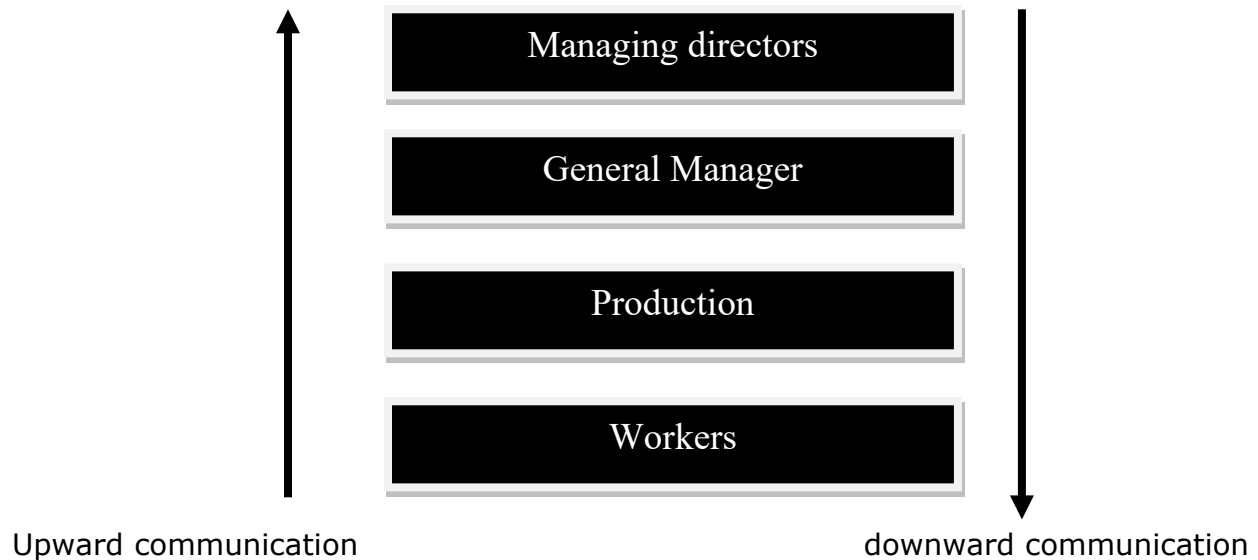 Managing directors
General Manager
Production
Workers
Upward communication
downward communication